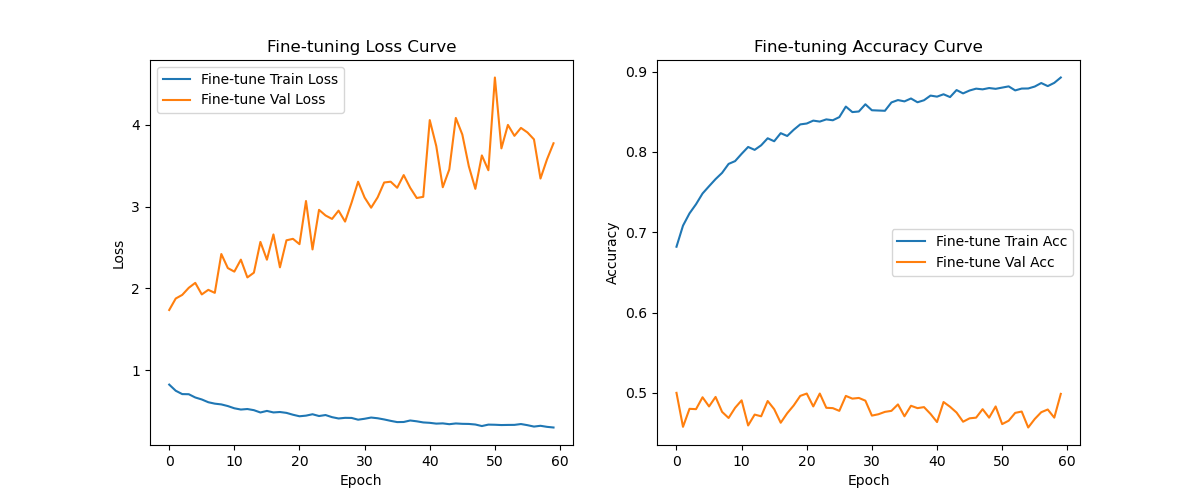 Fine-tuning Loss Curve
Fine-tune Train Loss
Fine-tune Val Loss
Loss
4
3
2
1
0 10 20 30 40 50 60
Epoch
Fine-tuning Accuracy Curve
Accuracy
0.9
0.8
0.7
0.6
0.5
Fine-tune Train Acc
Fine-tune Val Acc
0 10 20 30 40 50 60
Epoch